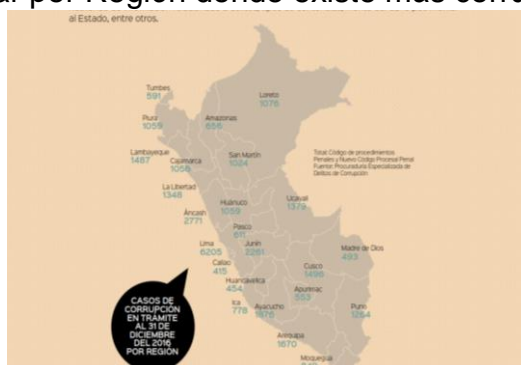 al Estado, entre otros.
Tumbes
591
Loreto
1076
Piura
1059
Amazonas
656
Lambayeque
1487
Cajamarca
1056
San Martín
1024
Total: Código de procedimientos
Penales y Nuevo Código Procesal Penal
Fuente: Procuraduría Especializada de
Delitos de Corrupción.
La Libertad
1348
Áncash
2771
Huánuco
1059
Ucayali
1379
Pasco
611
Lima
6205
Junín
2261
Madre de Dios
493
Callao
415
Cusco
1496
Huancavelica
454
Apurímac
553
Ica
778
Ayacucho
Puno
1264
Arequipa
1670
Moquegua
CASOS DE
CORRUPCIÓN
EN TRÁMITE
AL 31 DE
DICIEMBRE
DEL 2016
POR REGIÓN